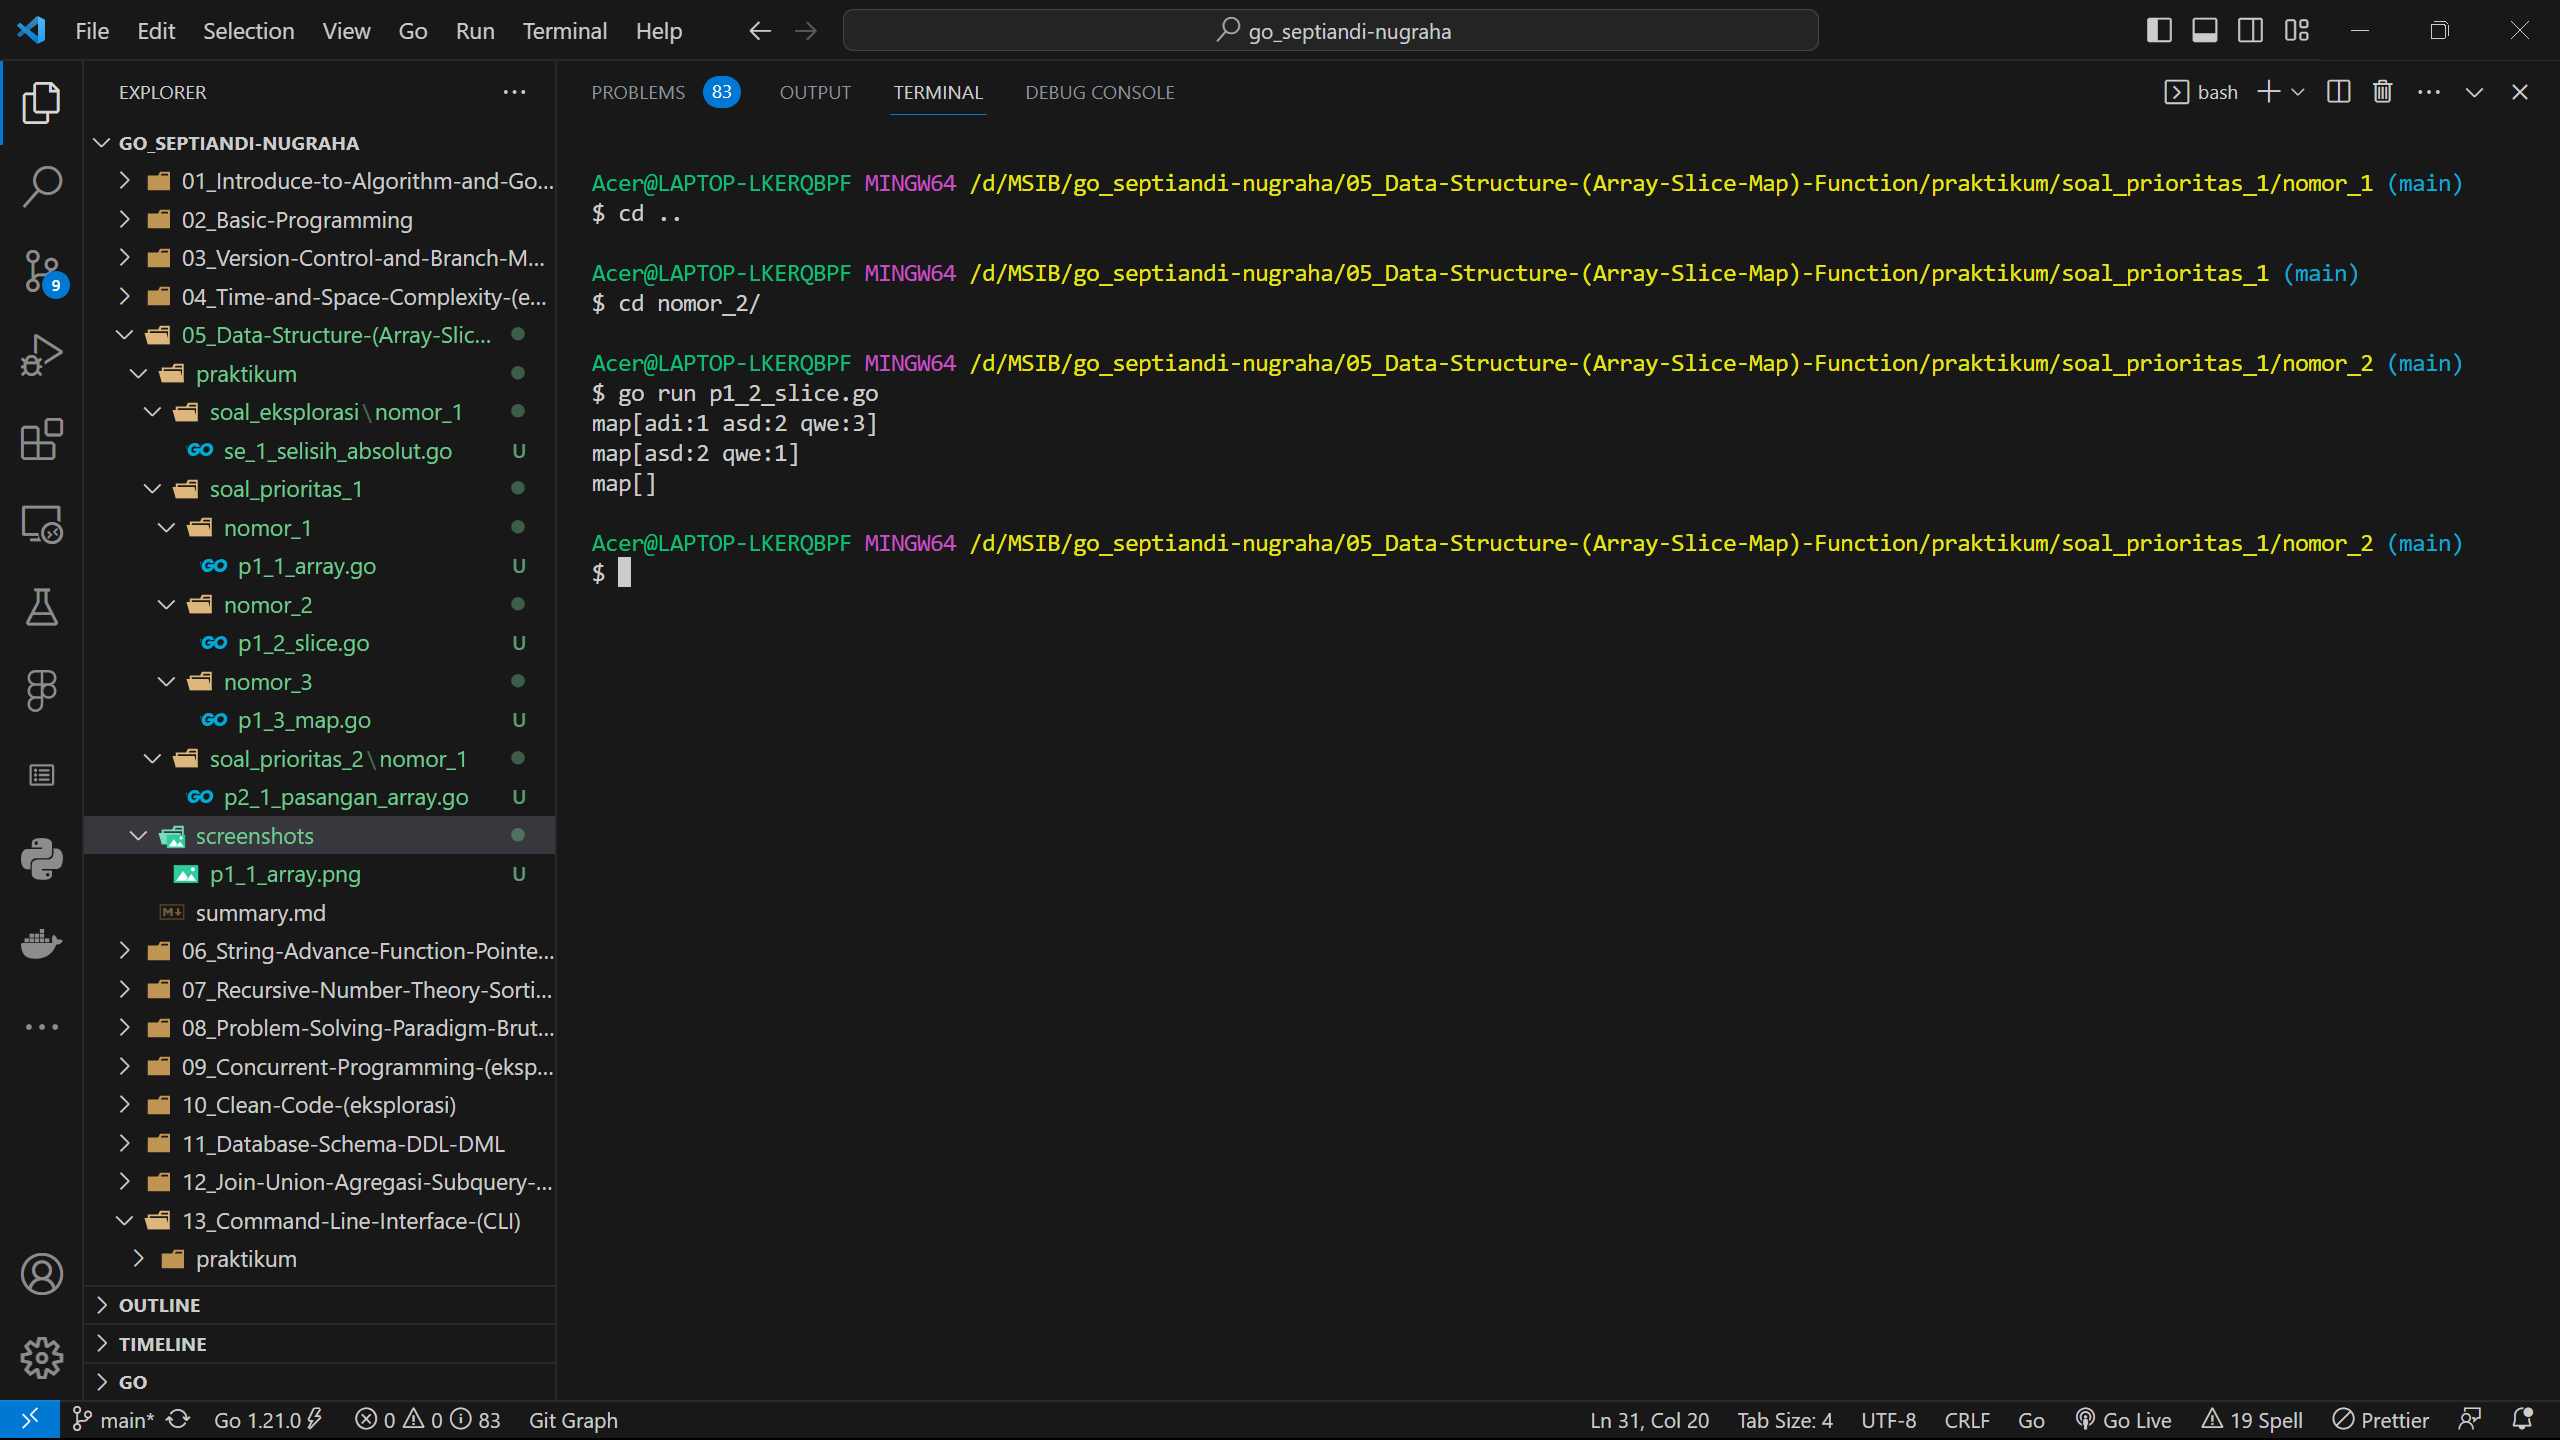 File Edit Selection View Go Run Terminal Help
go_septiandi-nugraha
EXPLORER
GO_SEPTIANDI-NUGRAHA
01_Introduce-to-Algorithm-and-Go...
02_Basic-Programming
03_Version-Control-and-Branch-M...
04_Time-and-Space-Complexity-(e...
05_Data-Structure-(Array-Slic...
praktikum
soal_eksplorasi\nomor_1
GO se_1_selisih_absolut.go U
soal_prioritas_1
nomor_1
GO p1_1_array.go U
nomor_2
GO p1_2_slice.go U
nomor_3
GO p1_3_map.go U
soal_prioritas_2\nomor_1
GO p2_1_pasangan_array.go U
screenshots
p1_1_array.png U
summary.md
06_String-Advance-Function-Pointe...
07_Recursive-Number-Theory-Sorti...
08_Problem-Solving-Paradigm-Brut...
09_Concurrent-Programming-(eksp...
10_Clean-Code-(eksplorasi)
11_Database-Schema-DDL-DML
12_Join-Union-Agregasi-Subquery-...
13_Command-Line-Interface-(CLI)
praktikum
OUTLINE
TIMELINE
GO
9
PROBLEMS 83 OUTPUT TERMINAL DEBUG CONSOLE
bash
Acer@LAPTOP-LKERQBPF MINGW64 /d/MSIB/go_septiandi-nugraha/05_Data-Structure-(Array-Slice-Map)-Function/praktikum/soal_prioritas_1/nomor_1 (main)
$ cd ..
Acer@LAPTOP-LKERQBPF MINGW64 /d/MSIB/go_septiandi-nugraha/05_Data-Structure-(Array-Slice-Map)-Function/praktikum/soal_prioritas_1 (main)
$ cd nomor_2/
Acer@LAPTOP-LKERQBPF MINGW64 /d/MSIB/go_septiandi-nugraha/05_Data-Structure-(Array-Slice-Map)-Function/praktikum/soal_prioritas_1/nomor_2 (main)
$ go run p1_2_slice.go
map[adi:1 asd:2 qwe:3]
map[asd:2 qwe:1]
map[]
Acer@LAPTOP-LKERQBPF MINGW64 /d/MSIB/go_septiandi-nugraha/05_Data-Structure-(Array-Slice-Map)-Function/praktikum/soal_prioritas_1/nomor_2 (main)
$
main* Go 1.21.0 0 0 83 Git Graph
Ln 31, Col 20 Tab Size: 4 UTF-8 CRLF Go Go Live 19 Spell Prettier